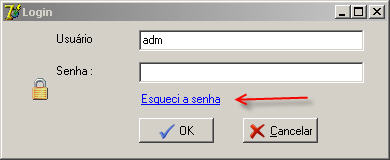 Login
Usuário
adm
Senha :
Esqueci a senha
OK
Cancelar